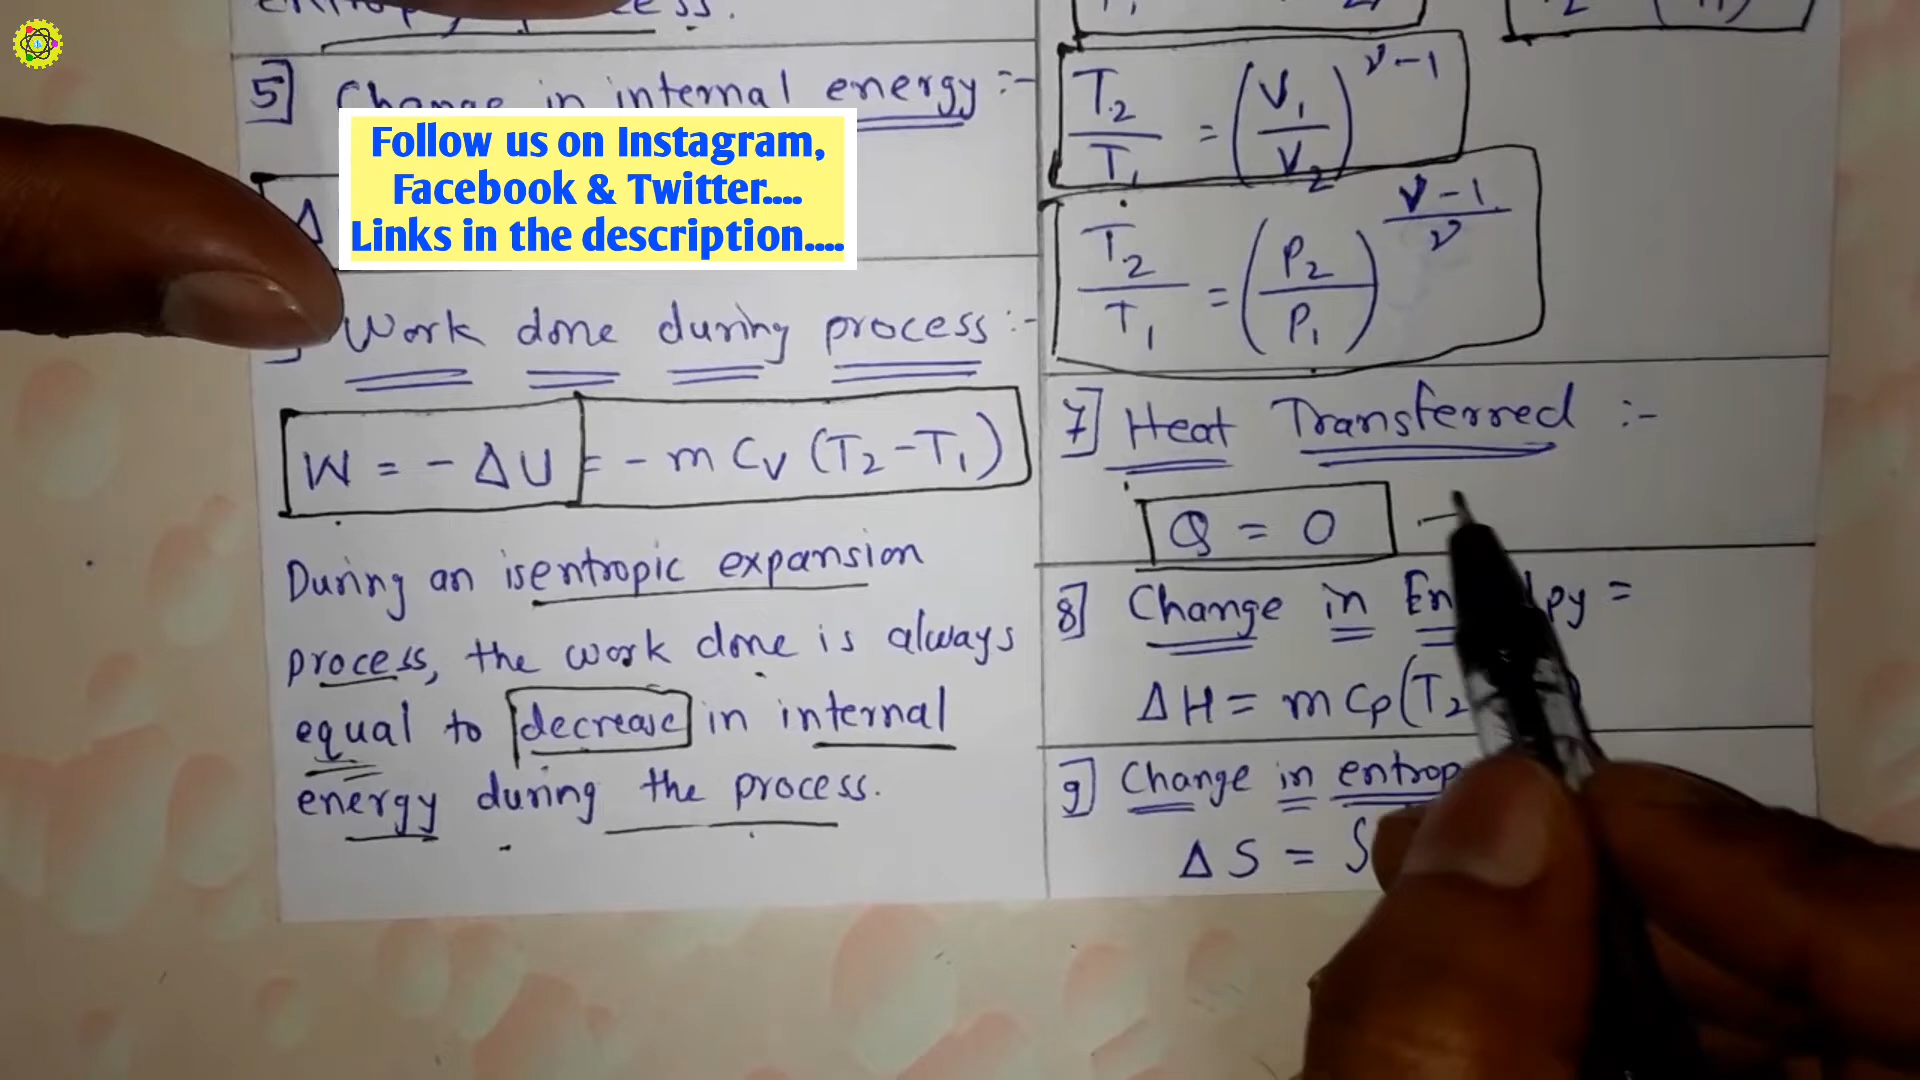 5] Change in internal energy :-
Follow us on Instagram,
Facebook & Twitter....
Links in the description....
Δ
Work done during process :-
W = - ΔU = - m Cv (T2 - T1)
During an isentropic expansion
process, the work done is always
equal to decrease in internal
energy during the process.
T2/T1 = (V1/V2)^γ-1
T2/T1 = (P2/P1)^γ-1/γ
7] Heat Transferred :-
Q = 0
8] Change in =
ΔH = m Cp (T2
9] Change in
ΔS =